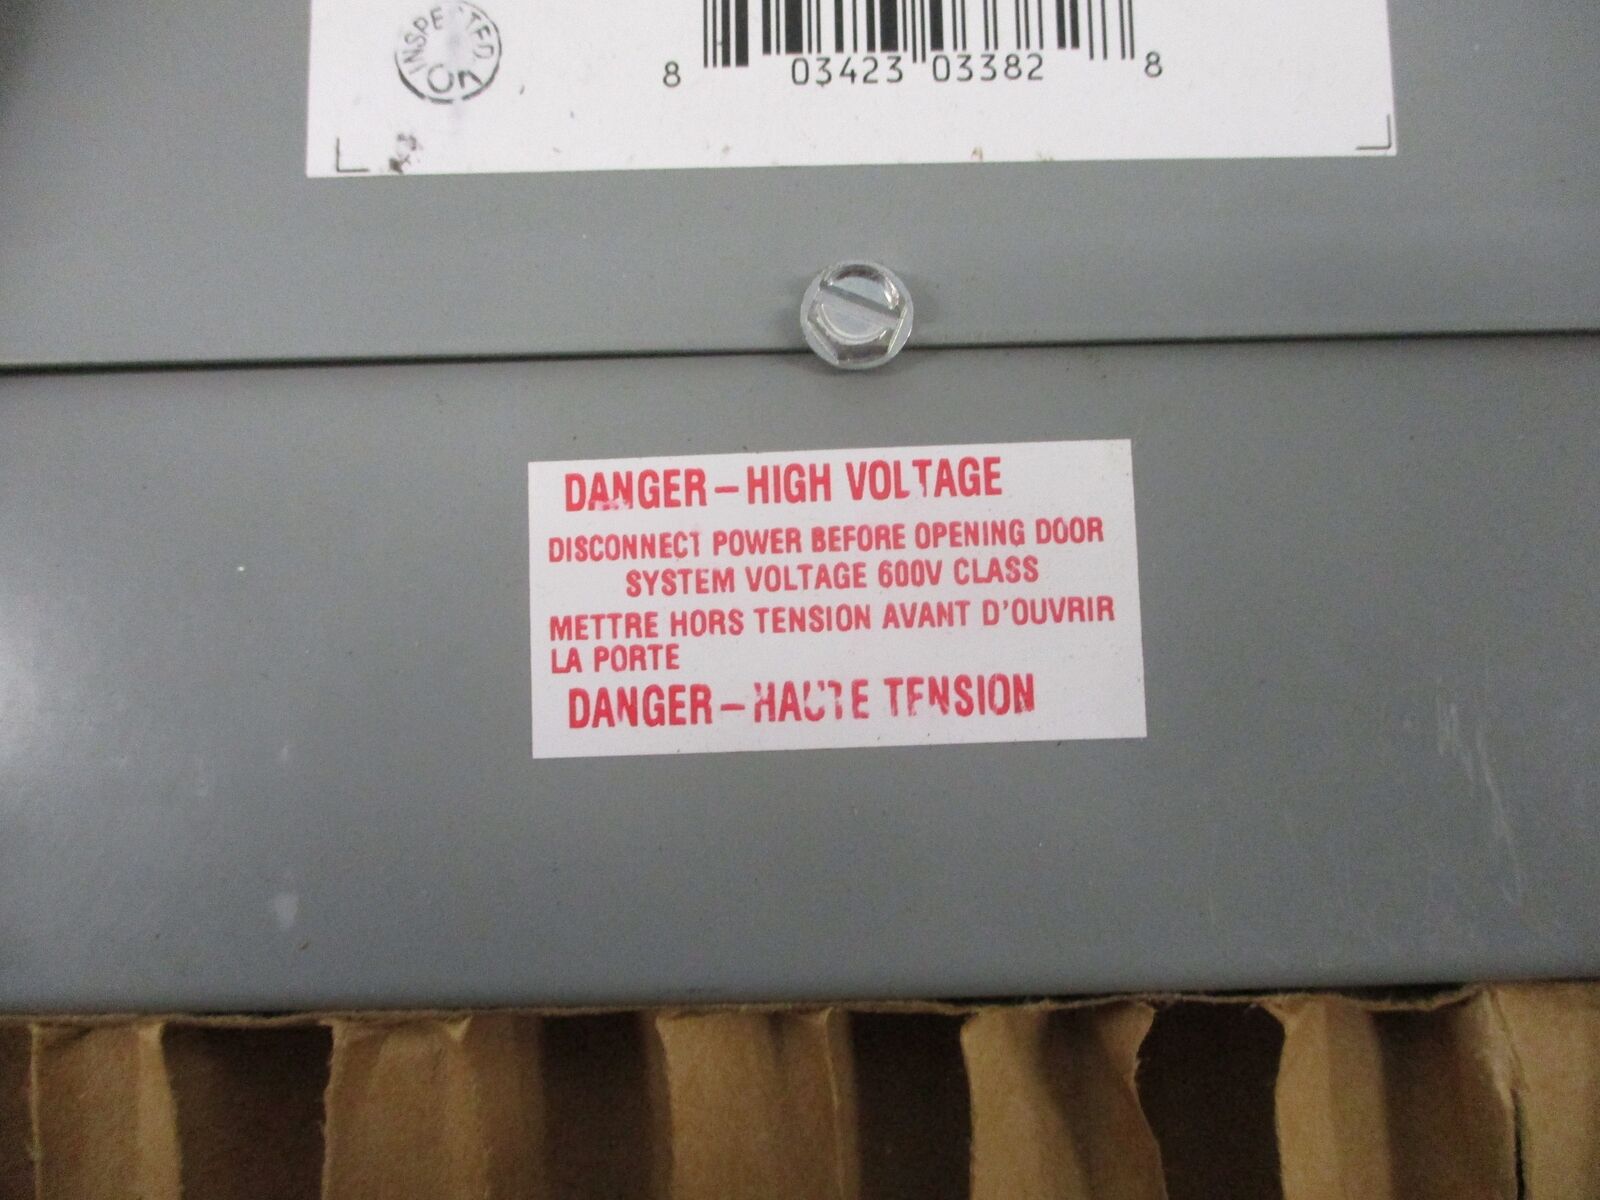 INSPECTED
8 03423 03382 8
DANGER – HIGH VOLTAGE
DISCONNECT POWER BEFORE OPENING DOOR
SYSTEM VOLTAGE 600V CLASS
METTRE HORS TENSION AVANT D'OUVRIR
LA PORTE
DANGER – HAUTE TENSION